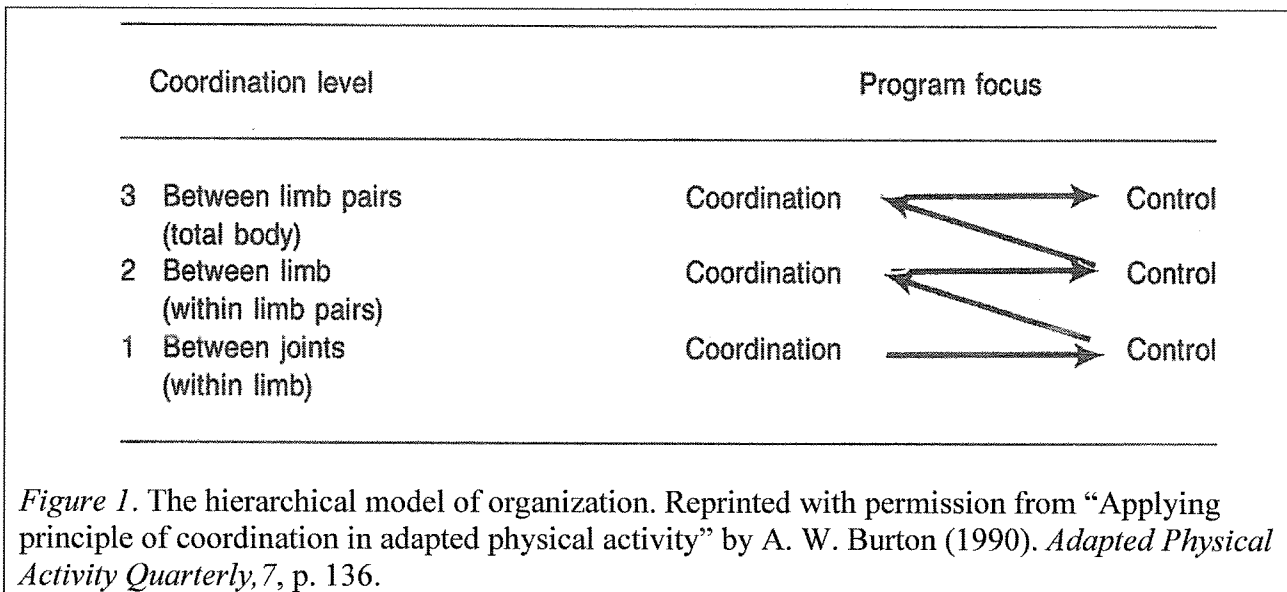 Coordination level Program focus
3 Between limb pairs Coordination Control
(total body)
2 Between limb Coordination Control
(within limb pairs)
1 Between joints Coordination Control
(within limb)
Figure 1. The hierarchical model of organization. Reprinted with permission from “Applying
principle of coordination in adapted physical activity” by A. W. Burton (1990). Adapted Physical
Activity Quarterly, 7, p. 136.